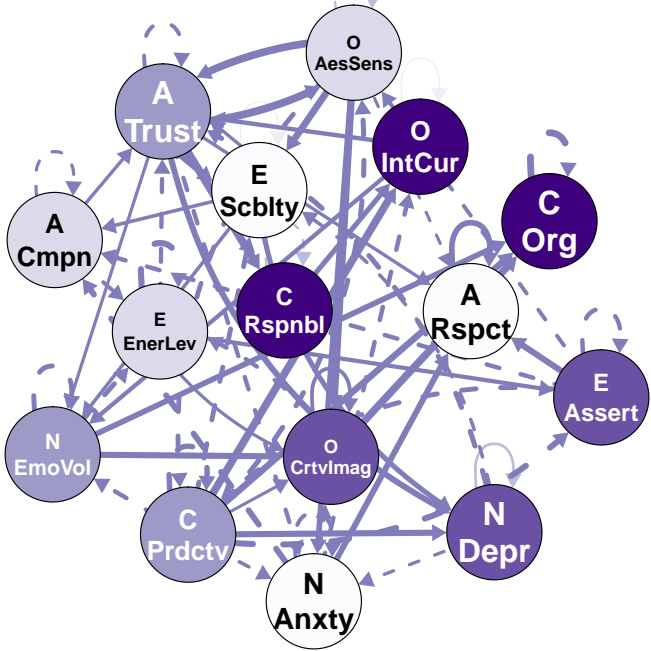 O
AesSens
A
Trust
O
IntCur
E
Scblty
C
Org
A
Cmpn
C
Rspnbl
A
Rspct
E
EnerLev
E
Assert
N
EmoVol
O
CrtvImag
C
Prdctv
N
Depr
N
Anxty